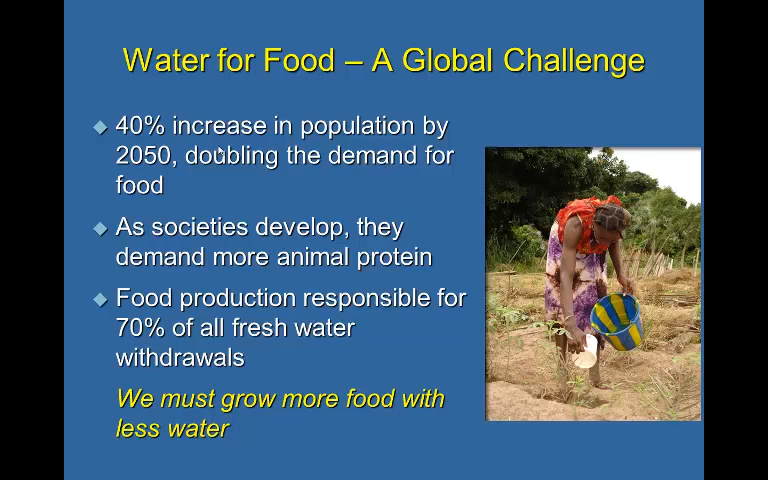 Water for Food – A Global Challenge
40% increase in population by
2050, doubling the demand for
food
As societies develop, they
demand more animal protein
Food production responsible for
70% of all fresh water
withdrawals
We must grow more food with
less water